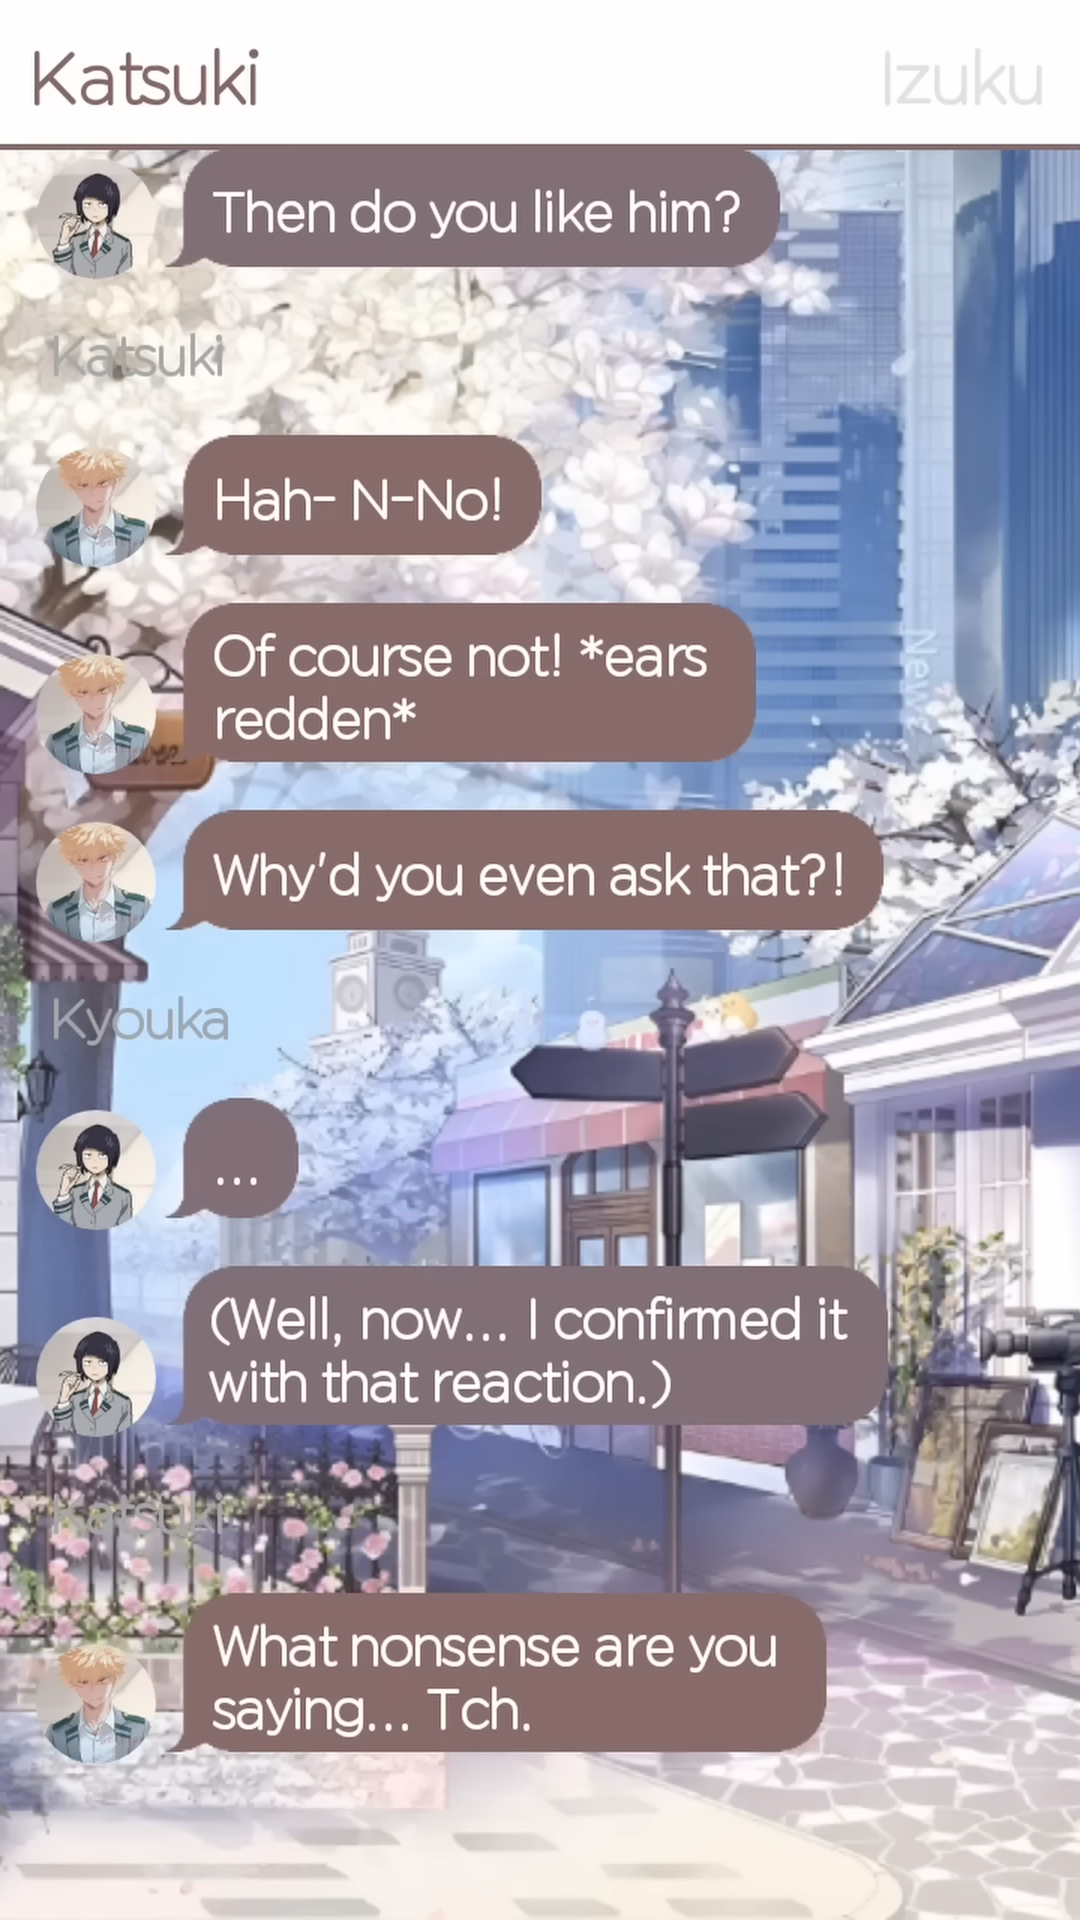 Katsuki
Izuku
Then do you like him?
Katsuki
Hah- N-No!
Of course not! *ears
redden*
Why'd you even ask that?!
Kyouka
...
(Well, now... I confirmed it
with that reaction.)
Katsuki
What nonsense are you
saying... Tch.
New